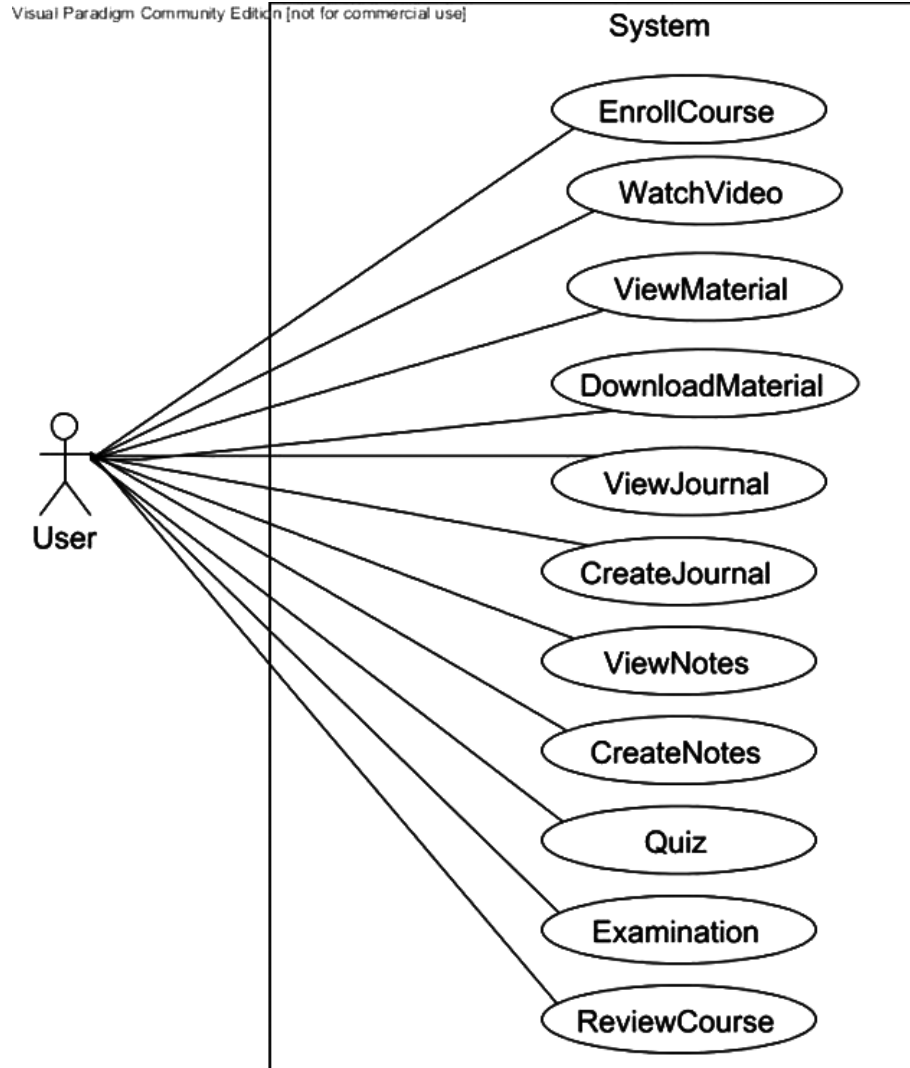 Visual Paradigm Community Edition [not for commercial use]
System
EnrollCourse
WatchVideo
ViewMaterial
DownloadMaterial
ViewJournal
User
CreateJournal
ViewNotes
CreateNotes
Quiz
Examination
ReviewCourse